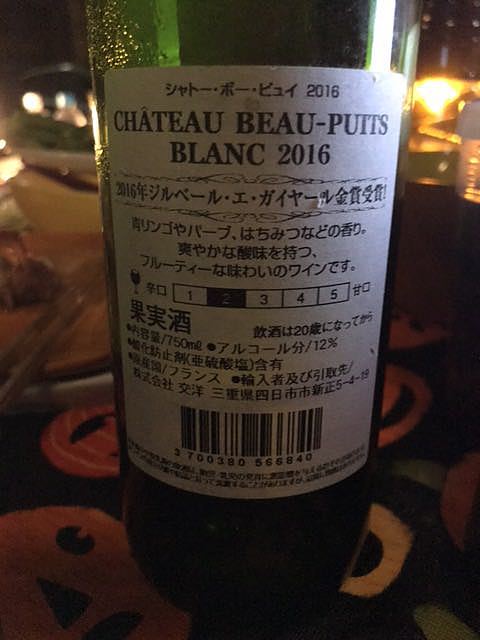 シャトー・ボー・ピュイ 2016
CHÂTEAU BEAU-PUITS
BLANC 2016
2016年ジルベール・エ・ガイヤール金賞受賞!
青リンゴやハーブ、はちみつなどの香り。
爽やかな酸味を持つ、
フルーティーな味わいのワインです。
辛口 1 2 3 4 5 甘口
果実酒 飲酒は20歳になってから
●内容量/750mℓ ●アルコール分/12%
●酸化防止剤(亜硫酸塩)含有
●原産国/フランス ●輸入者及び引取先/
株式会社 交洋 三重県四日市市新正5-4-19
3 700380 566840